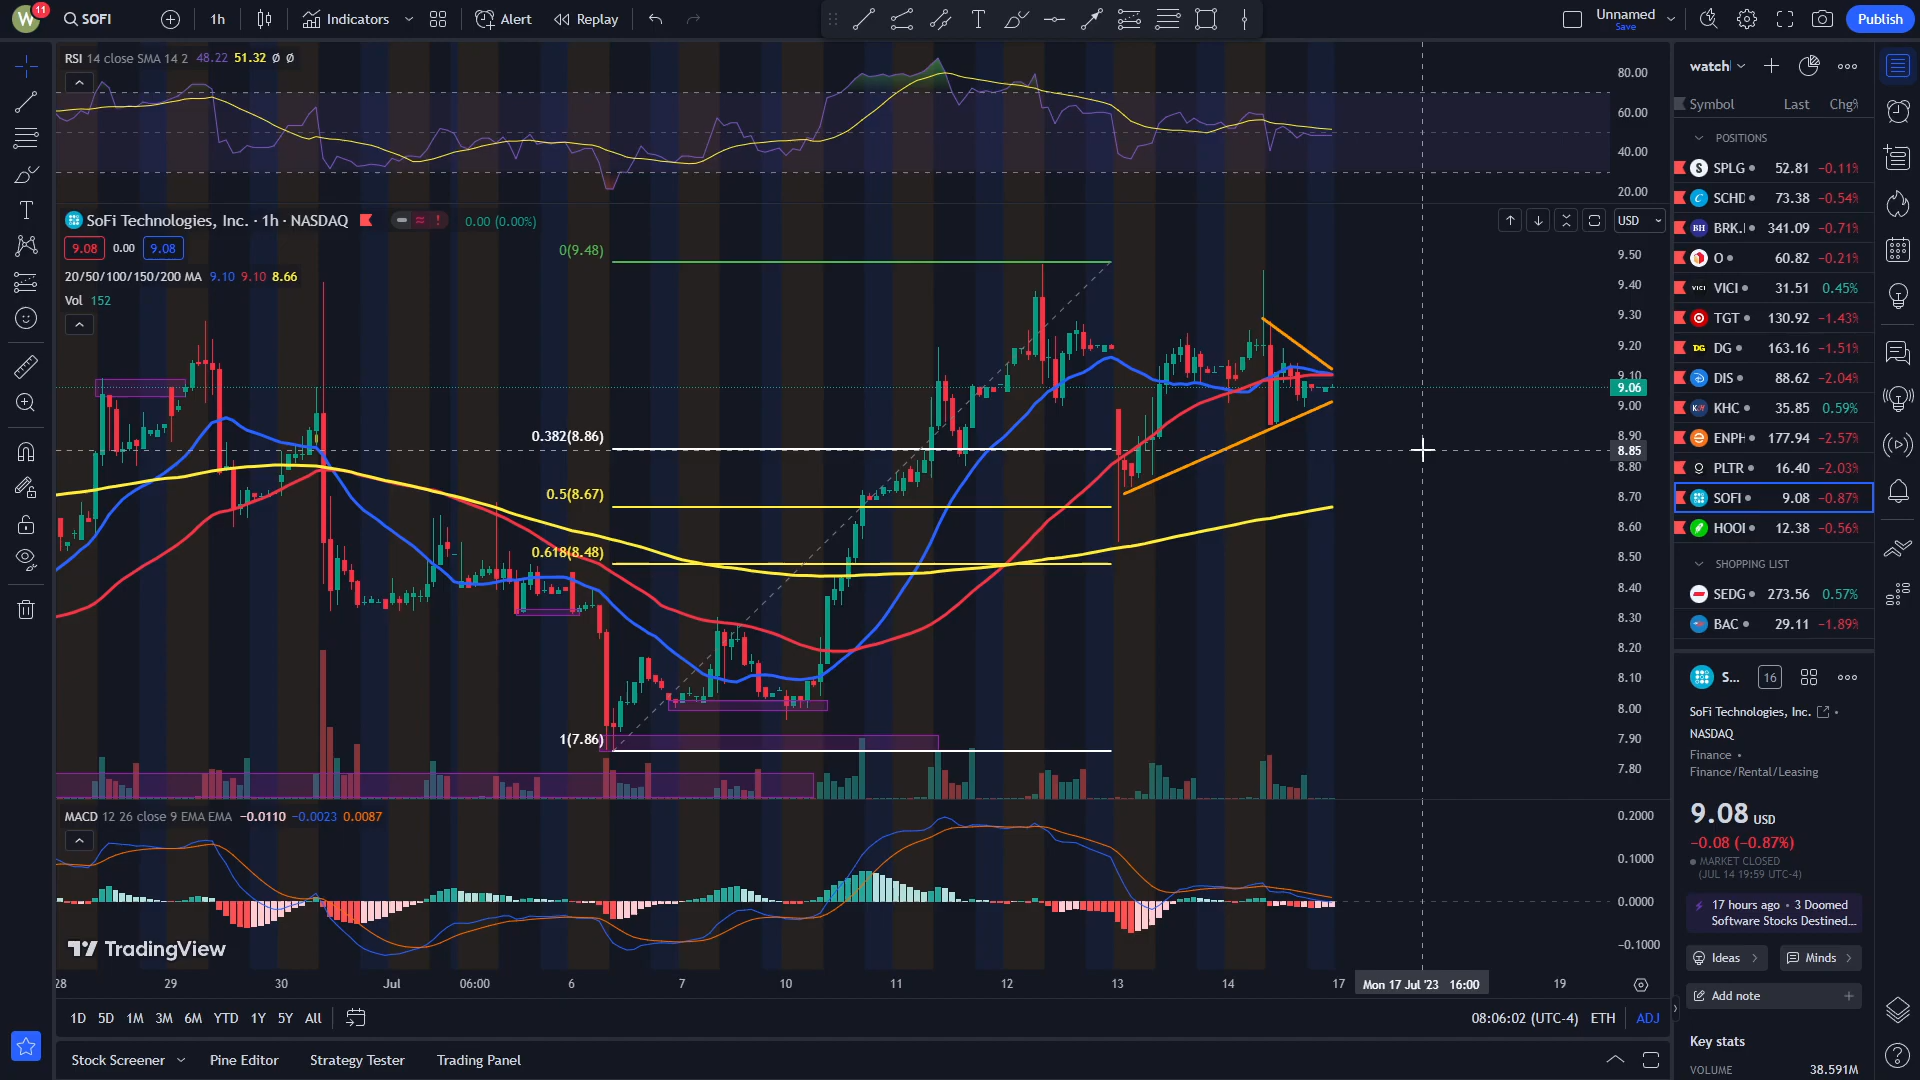 W
11
SOFI
1h
Indicators
Alert
Replay
Unnamed
Save
Publish
RSI 14 close SMA 14 2 48.22 51.32 Ø Ø
80.00
60.00
40.00
20.00
SoFi Technologies, Inc. · 1h · NASDAQ
0.00 (0.00%)
USD
9.08 0.00 9.08
20/50/100/150/200 MA 9.10 9.10 8.66
Vol 152
0(9.48)
0.382(8.86)
0.5(8.67)
0.618(8.48)
1(7.86)
9.50
9.40
9.30
9.20
9.10
9.06
9.00
8.90
8.85
8.80
8.70
8.60
8.50
8.40
8.30
8.20
8.10
8.00
7.90
7.80
MACD 12 26 close 9 EMA EMA −0.0110 −0.0023 0.0087
0.2000
0.1000
0.0000
−0.1000
TradingView
28 29 30 Jul 06:00 6 7 10 11 12 13 14 17 Mon 17 Jul '23 16:00 19
1D 5D 1M 3M 6M YTD 1Y 5Y All
08:06:02 (UTC-4) ETH ADJ
Stock Screener Pine Editor Strategy Tester Trading Panel
watchl
Symbol Last Chg%
POSITIONS
SPLG 52.81 −0.11%
SCHD 73.38 −0.54%
BRK. 341.09 −0.71%
O 60.82 −0.21%
VICI VICI 31.51 0.45%
TGT 130.92 −1.43%
DG DG 163.16 −1.51%
DIS 88.62 −2.04%
KHC 35.85 0.59%
ENPH 177.94 −2.57%
PLTR 16.40 −2.03%
SOFI 9.08 −0.87%
HOOI 12.38 −0.56%
SHOPPING LIST
SEDG 273.56 0.57%
BAC 29.11 −1.89%
S... 16
SoFi Technologies, Inc.
NASDAQ
Finance •
Finance/Rental/Leasing
9.08 USD
−0.08 (−0.87%)
MARKET CLOSED
(JUL 14 19:59 UTC-4)
17 hours ago • 3 Doomed
Software Stocks Destined...
Ideas Minds
Add note
Key stats
VOLUME 38.591M